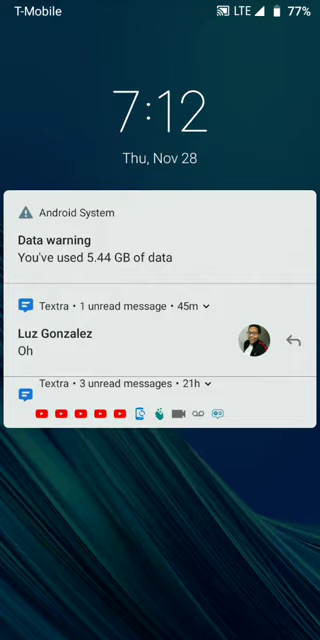 T-Mobile LTE 77%
7:12
Thu, Nov 28
Android System
Data warning
You've used 5.44 GB of data
Textra • 1 unread message • 45m
Luz Gonzalez
Oh
Textra • 3 unread messages • 21h